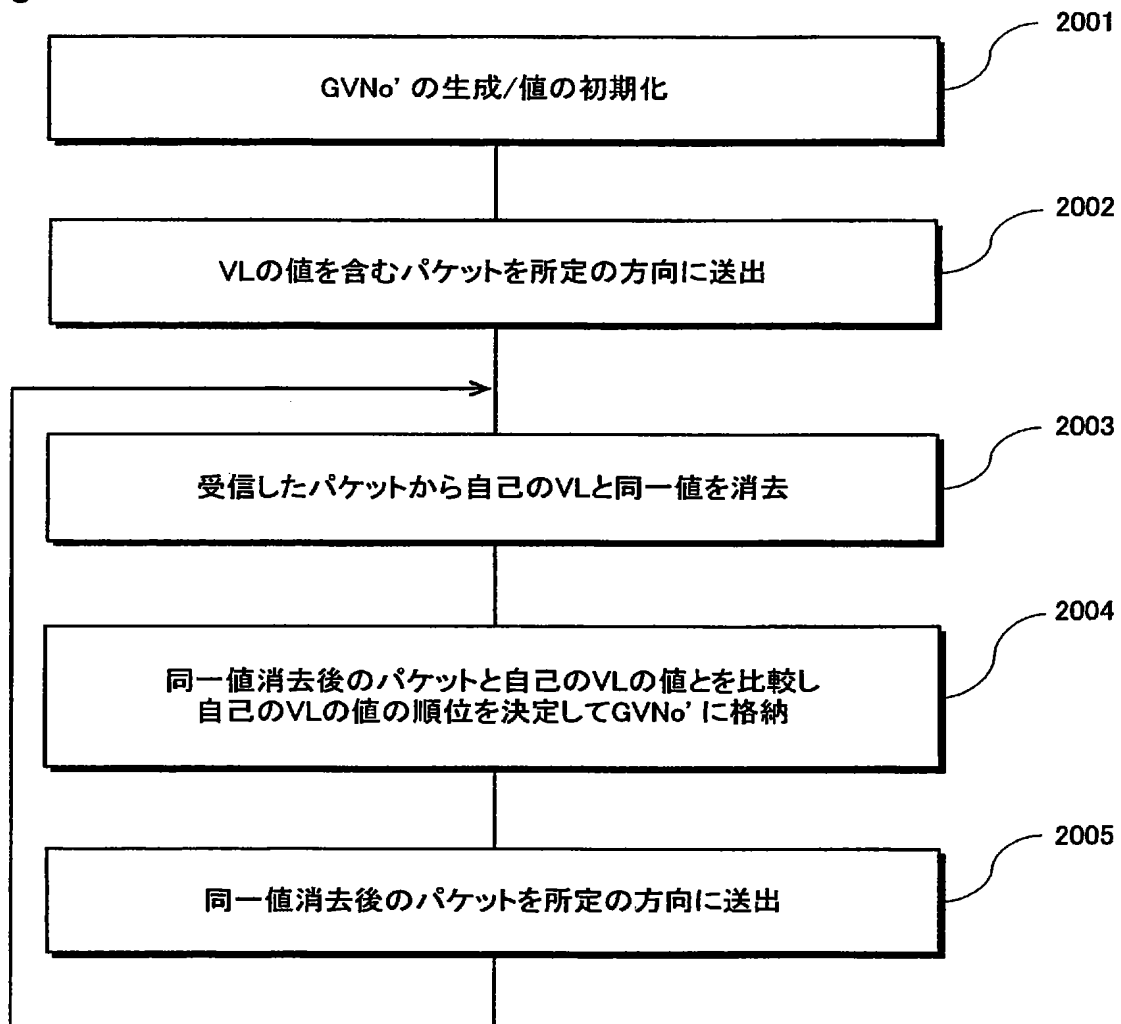 2001
GVNo' の生成/値の初期化
2002
VLの値を含むパケットを所定の方向に送出
2003
受信したパケットから自己のVLと同一値を消去
2004
同一値消去後のパケットと自己のVLの値とを比較し
自己のVLの値の順位を決定してGVNo' に格納
2005
同一値消去後のパケットを所定の方向に送出